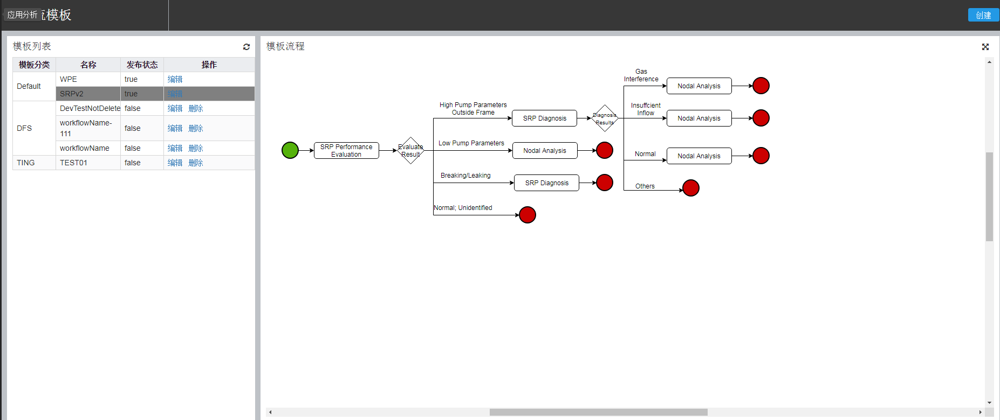 应用分析
流模板
创建
模板列表
模板分类 名称 发布状态 操作
Default
WPE true 编辑
SRPv2 true 编辑
DFS
DevTestNotDelete false 编辑 删除
workflowName-
111
false 编辑 删除
workflowName false 编辑 删除
TING TEST01 false 编辑 删除
模板流程
SRP Performance
Evaluation
Evaluate
Result
High Pump Parameters
Outside Frame
SRP Diagnosis
Diagnosis
Results
Low Pump Parameters
Nodal Analysis
Breaking/Leaking
SRP Diagnosis
Normal; Unidentified
Gas
Interference
Nodal Analysis
Insuffcient
Inflow
Nodal Analysis
Normal
Nodal Analysis
Others